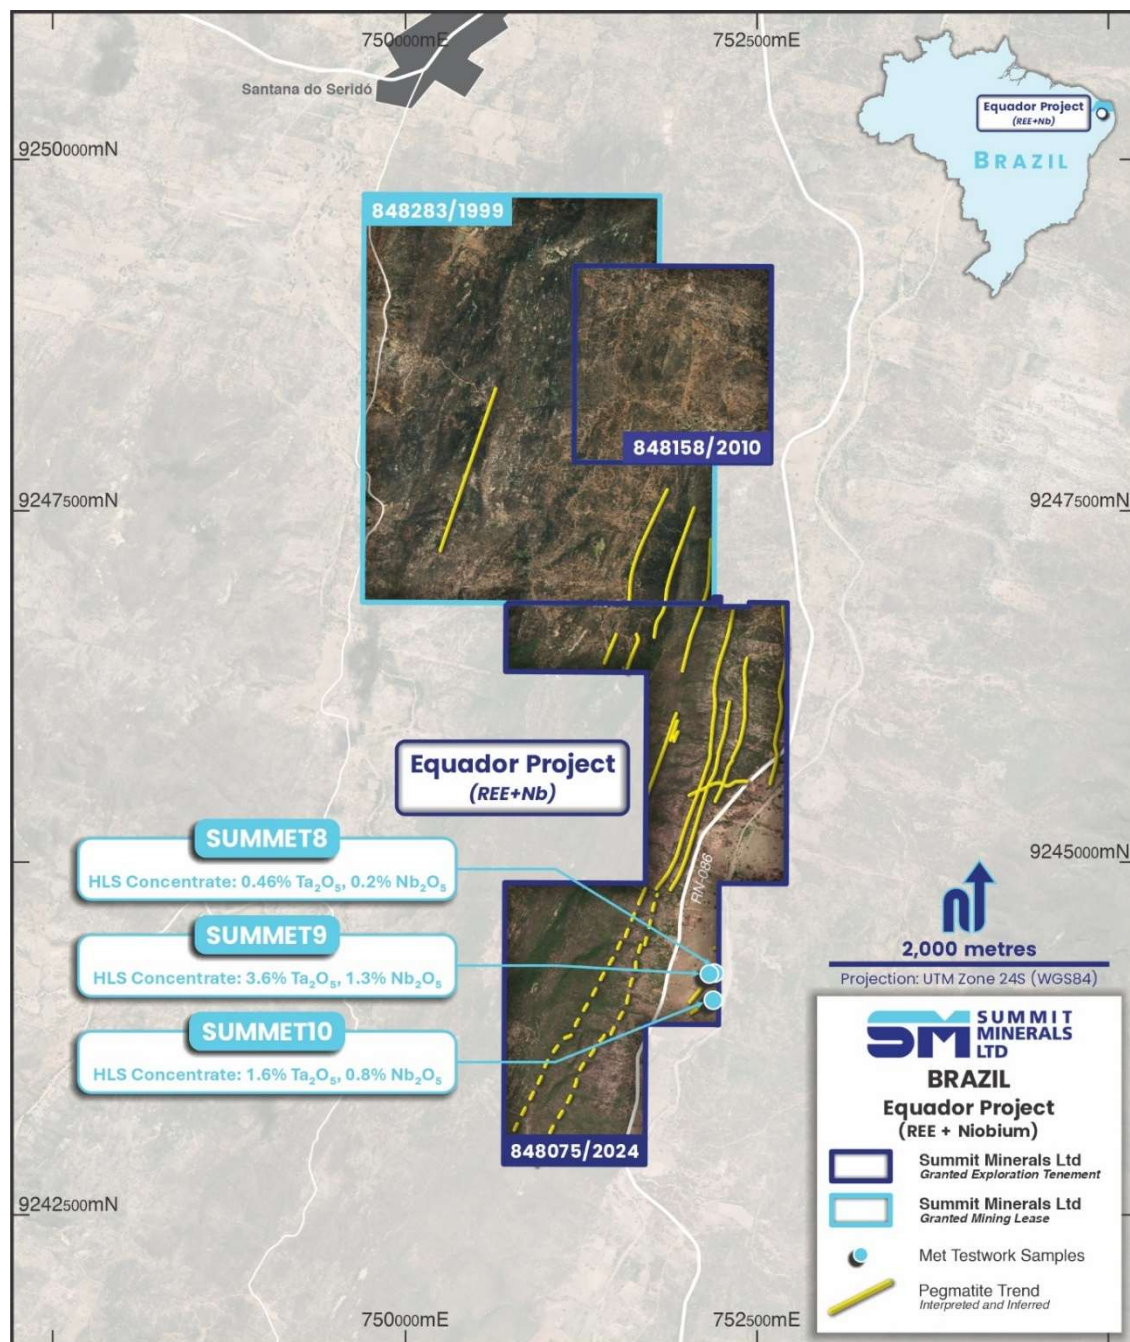 750000mE
752500mE
Santana do Seridó
Equador Project
(REE+Nb)
BRAZIL
9250000mN
848283/1999
848158/2010
9247500mN
9247500mN
Equador Project
(REE+Nb)
SUMMET8
HLS Concentrate: 0.46% Ta₂O₅, 0.2% Nb₂O₅
SUMMET9
HLS Concentrate: 3.6% Ta₂O₅, 1.3% Nb₂O₅
SUMMET10
HLS Concentrate: 1.6% Ta₂O₅, 0.8% Nb₂O₅
RN-086
9245000mN
N
2,000 metres
Projection: UTM Zone 24S (WGS84)
848075/2024
9242500mN
SM SUMMIT
MINERALS
LTD
BRAZIL
Equador Project
(REE + Niobium)
Summit Minerals Ltd
Granted Exploration Tenement
Summit Minerals Ltd
Granted Mining Lease
Met Testwork Samples
Pegmatite Trend
Interpreted and Inferred
750000mE
752500mE